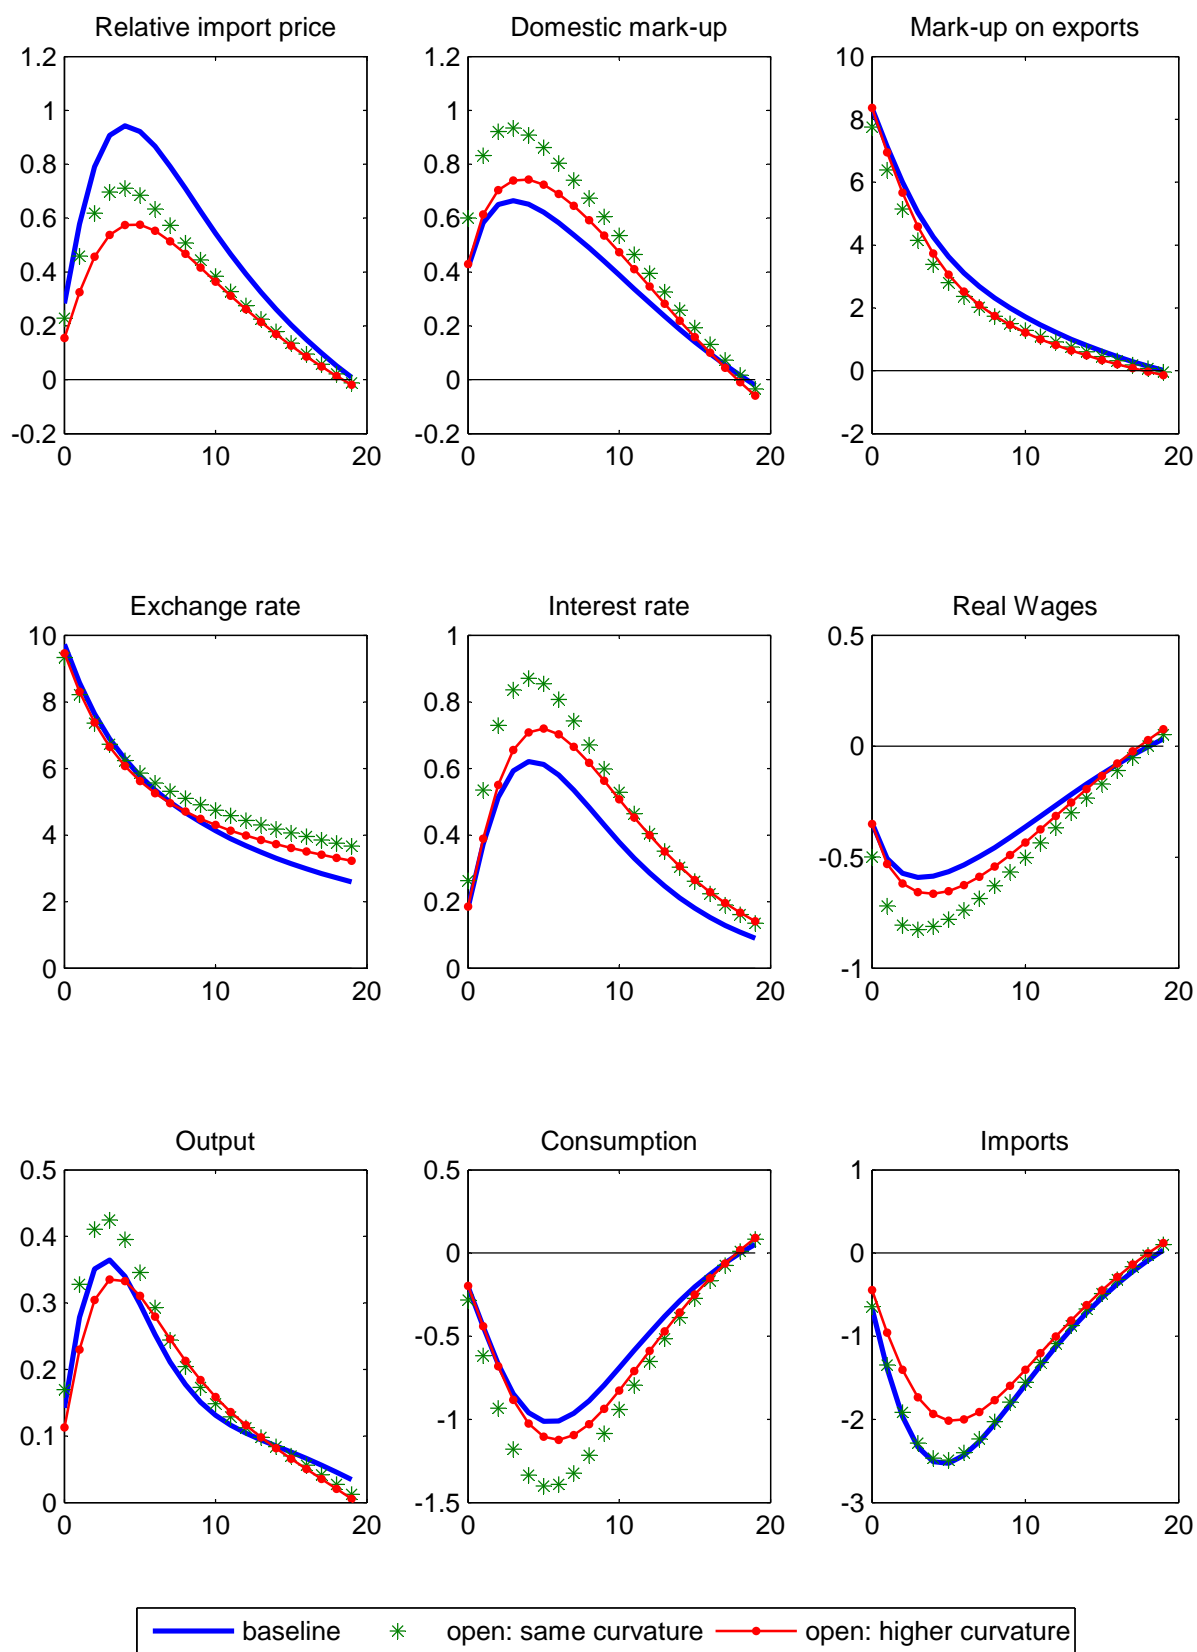 Relative import price Domestic mark-up Mark-up on exports
1.2 1.2 10
1 1 8
0.8 0.8 6
0.6 0.6 4
0.4 0.4 2
0.2 0.2 0
0 0
-0.2 -0.2 -2
0 10 20 0 10 20 0 10 20
Exchange rate Interest rate Real Wages
10 1 0.5
8 0.8 0
6 0.6
4 0.4 -0.5
2 0.2
0 0 -1
0 10 20 0 10 20 0 10 20
Output Consumption Imports
0.5 0.5 1
0.4 0 0
0.3 -0.5 -1
0.2 -1 -2
0.1
0 -1.5 -3
0 10 20 0 10 20 0 10 20
baseline open: same curvature open: higher curvature